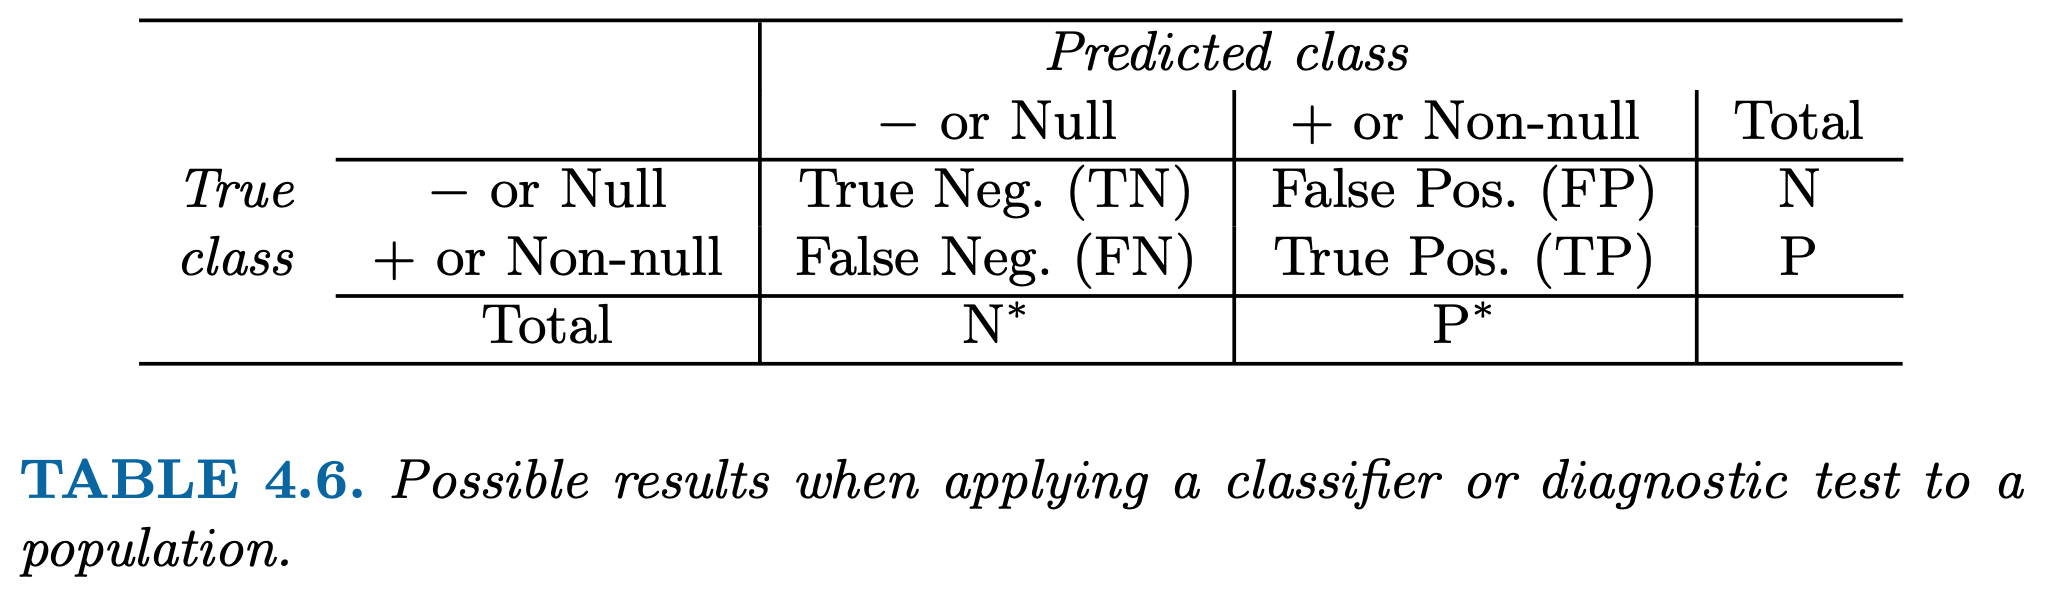 Predicted class
− or Null + or Non-null Total
True − or Null True Neg. (TN) False Pos. (FP) N
class + or Non-null False Neg. (FN) True Pos. (TP) P
Total N* P*
TABLE 4.6. Possible results when applying a classifier or diagnostic test to a
population.